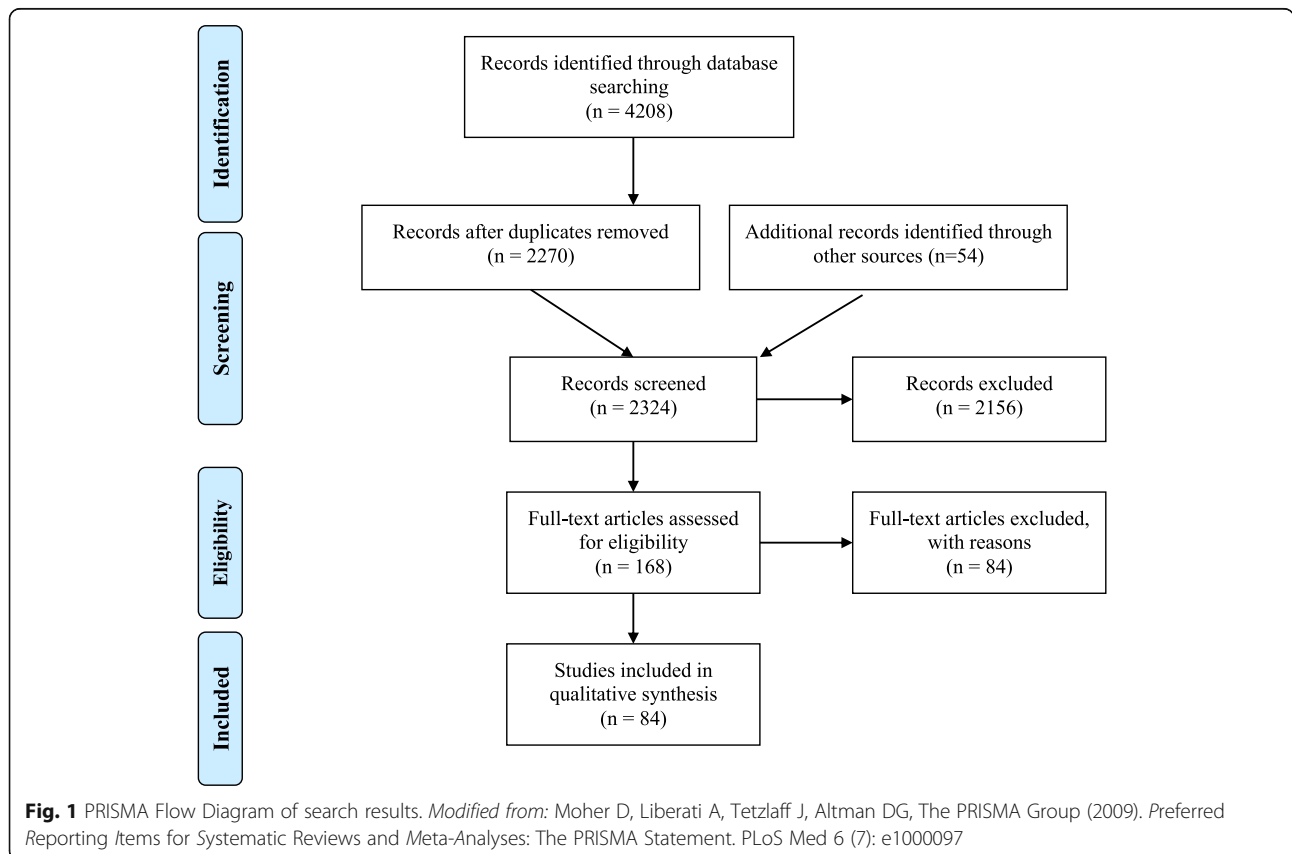 Identification
Records identified through database
searching
(n = 4208)
Screening
Records after duplicates removed
(n = 2270)
Additional records identified through
other sources (n=54)
Records screened
(n = 2324)
Records excluded
(n = 2156)
Eligibility
Full-text articles assessed
for eligibility
(n = 168)
Full-text articles excluded,
with reasons
(n = 84)
Included
Studies included in
qualitative synthesis
(n = 84)
Fig. 1 PRISMA Flow Diagram of search results. Modified from: Moher D, Liberati A, Tetzlaff J, Altman DG, The PRISMA Group (2009). Preferred
Reporting Items for Systematic Reviews and Meta-Analyses: The PRISMA Statement. PLoS Med 6 (7): e1000097